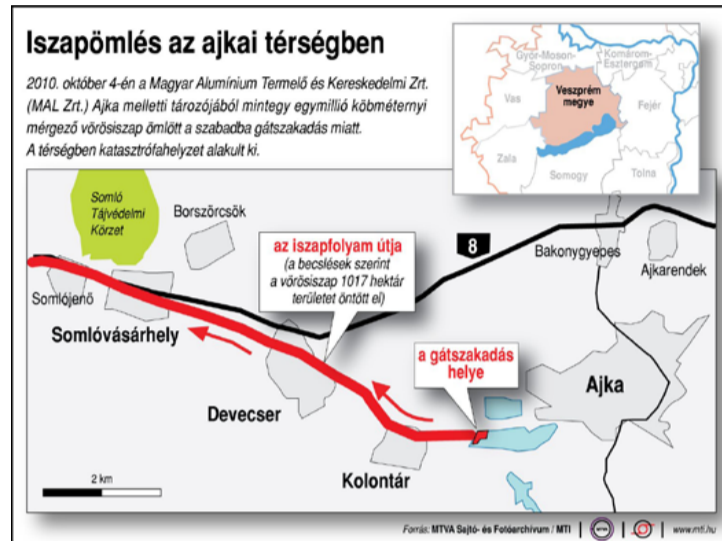 Iszapömlés az ajkai térségben
2010. október 4-én a Magyar Alumínium Termelő és Kereskedelmi Zrt.
(MAL Zrt.) Ajka melletti tározójából mintegy egymillió köbméternyi
mérgező vörösiszap ömlött a szabadba gátszakadás miatt.
A térségben katasztrófahelyzet alakult ki.
Győr-Moson-
Sopron
Komárom-
Esztergom
Vas
Veszprém
megye
Fejér
Zala
Somogy
Tolna
Somló
Tájvédelmi
Körzet
Borszörcsök
az iszapfolyam útja
(a becslések szerint
a vörösiszap 1017 hektár
területet öntött el)
8
Bakonygyepes
Ajkarendek
Somlójenő
Somlóvásárhely
a gátszakadás
helye
Ajka
Devecser
Kolontár
2 km
Forrás: MTVA Sajtó- és Fotóarchívum / MTI
MTVA
www.mti.hu